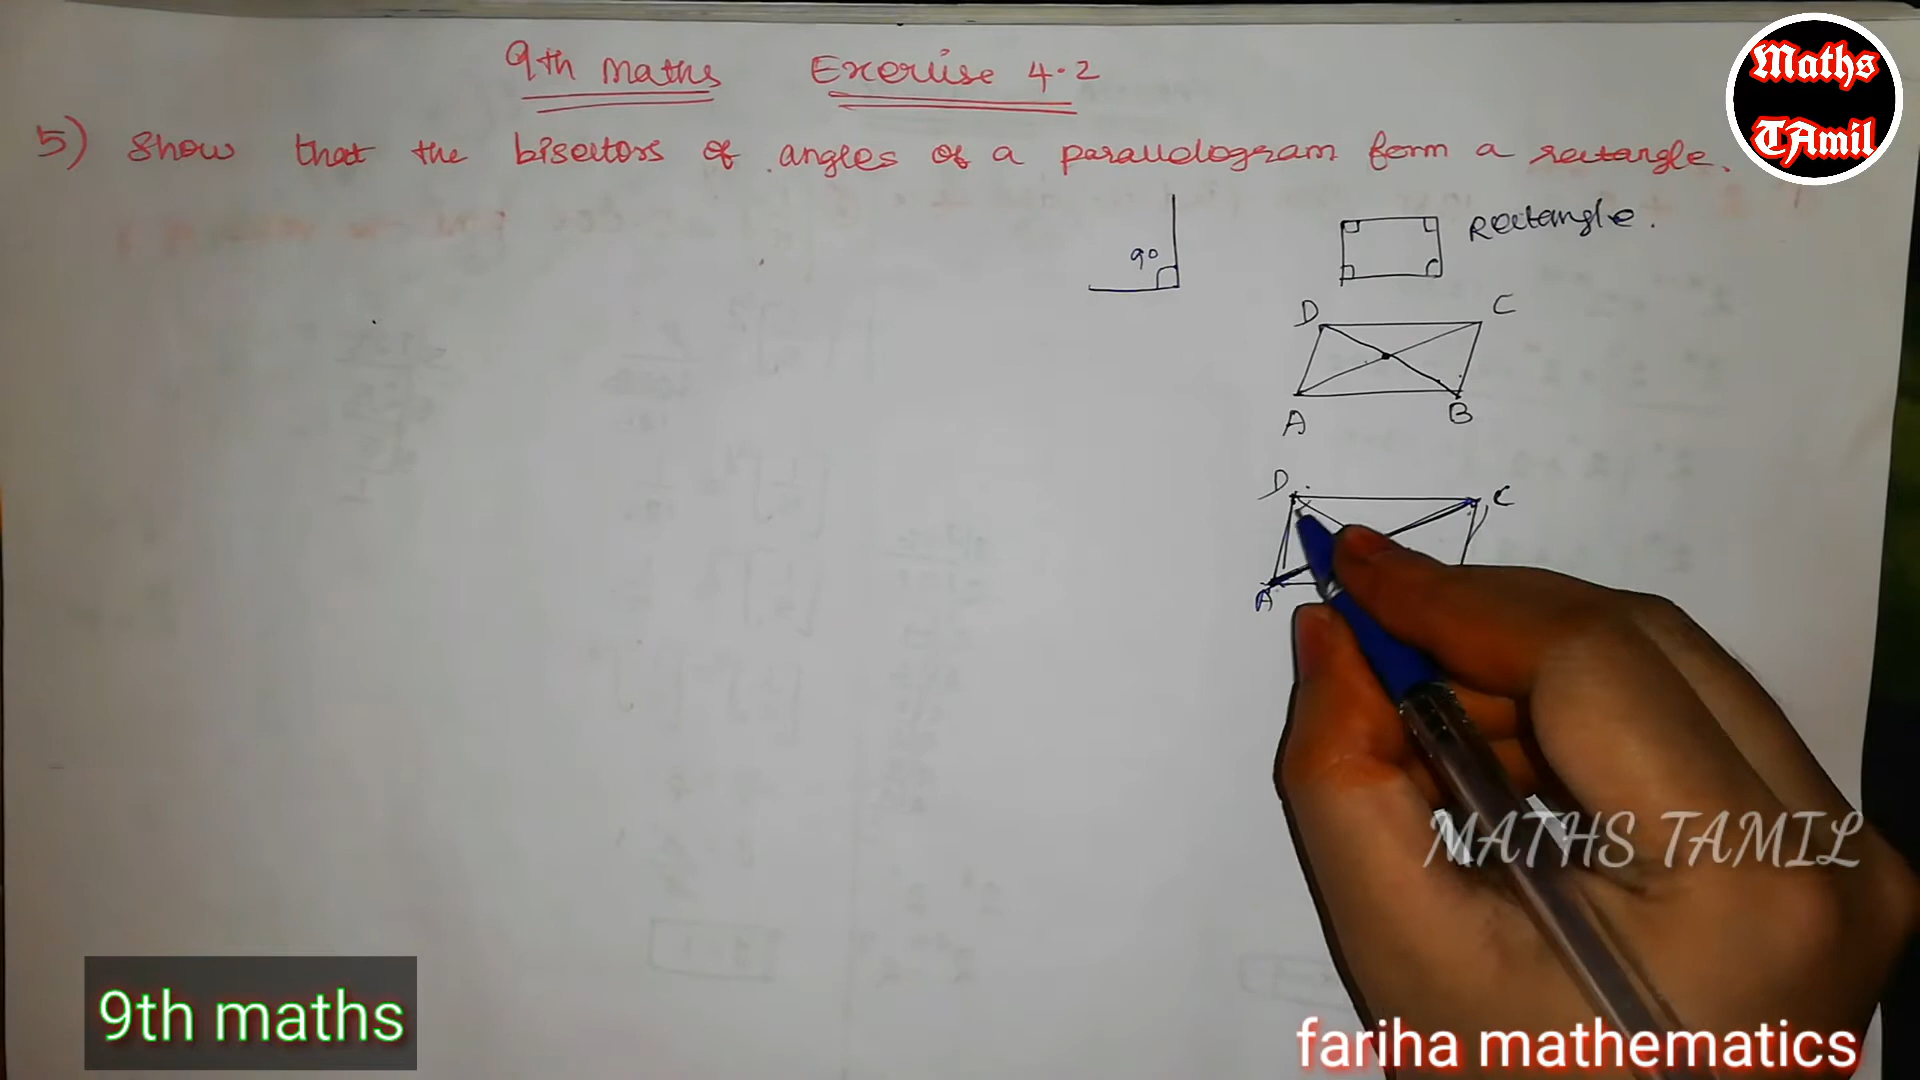 9th maths Exercise 4.2
Maths
TAmil
5) Show that the bisectors of angles of a parallelogram form a rectangle.
90
Rectangle.
D C
A B
D C
A
MATHS TAMIL
9th maths
fariha mathematics